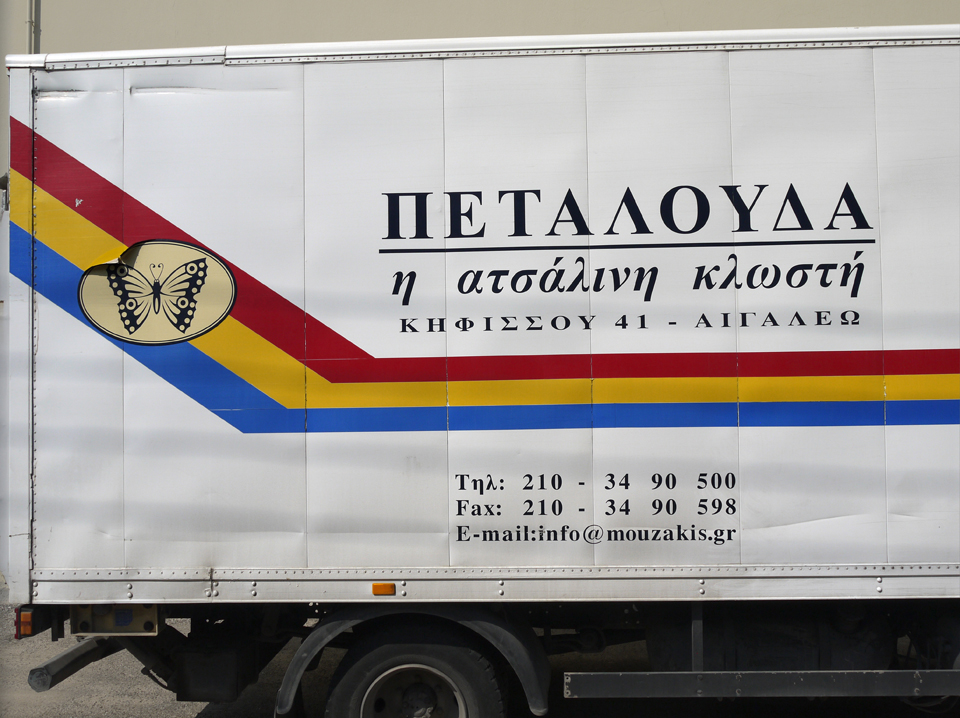 ΠΕΤΑΛΟΥΔΑ
η ατσάλινη κλωστή
ΚΗΦΙΣΣΟΥ 41 - ΑΙΓΑΛΕΩ
Τηλ: 210 - 34 90 500
Fax: 210 - 34 90 598
E-mail:info@mouzakis.gr